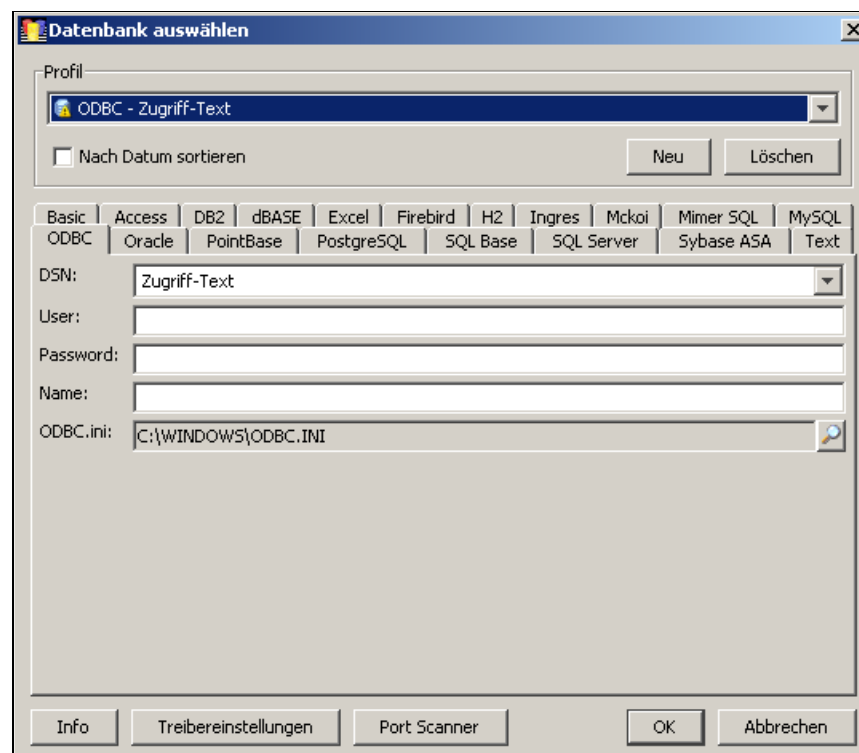 Datenbank auswählen
Profil
ODBC - Zugriff-Text
Nach Datum sortieren
Neu
Löschen
Basic Access DB2 dBASE Excel Firebird H2 Ingres Mckoi Mimer SQL MySQL
ODBC Oracle PointBase PostgreSQL SQL Base SQL Server Sybase ASA Text
DSN: Zugriff-Text
User:
Password:
Name:
ODBC.ini: C:\WINDOWS\ODBC.INI
Info Treibereinstellungen Port Scanner OK Abbrechen